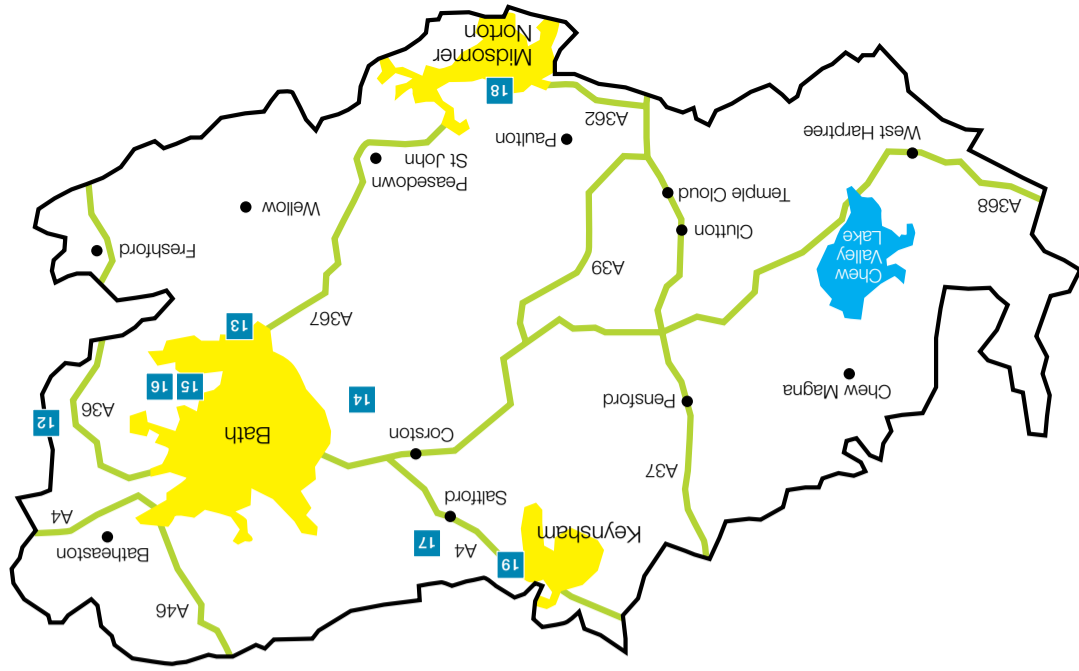 A46
Batheaston
A4
A4
Keynsham
19
17
Saltford
A37
12
A36
Bath
Corston
14
16
15
Pensford
Chew Magna
13
A367
A39
Chew
Valley
Lake
Freshford
Clutton
Wellow
Temple Cloud
A368
Peasedown
St John
Paulton
West Harptree
A362
18
Midsomer
Norton